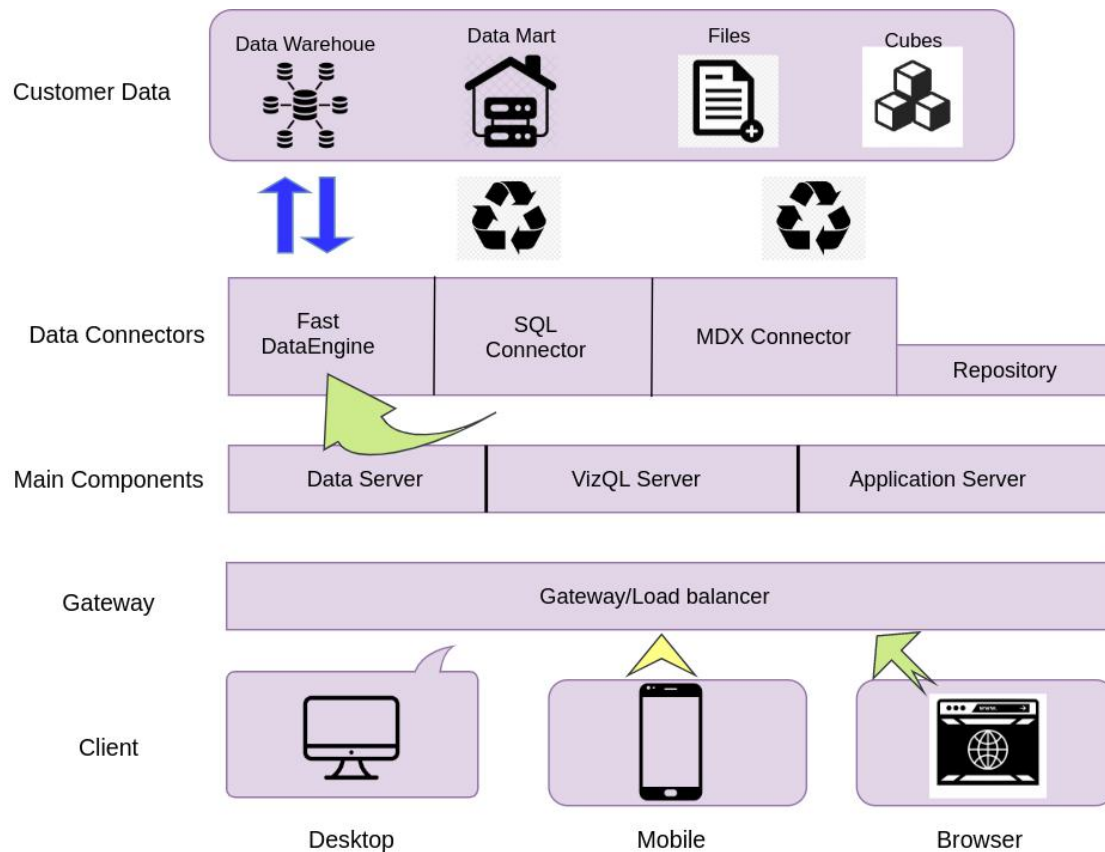 Customer Data
Data Warehoue
Data Mart
Files
Cubes
Data Connectors
Fast
DataEngine
SQL
Connector
MDX Connector
Repository
Main Components
Data Server
VizQL Server
Application Server
Gateway
Gateway/Load balancer
Client
www.
Desktop
Mobile
Browser